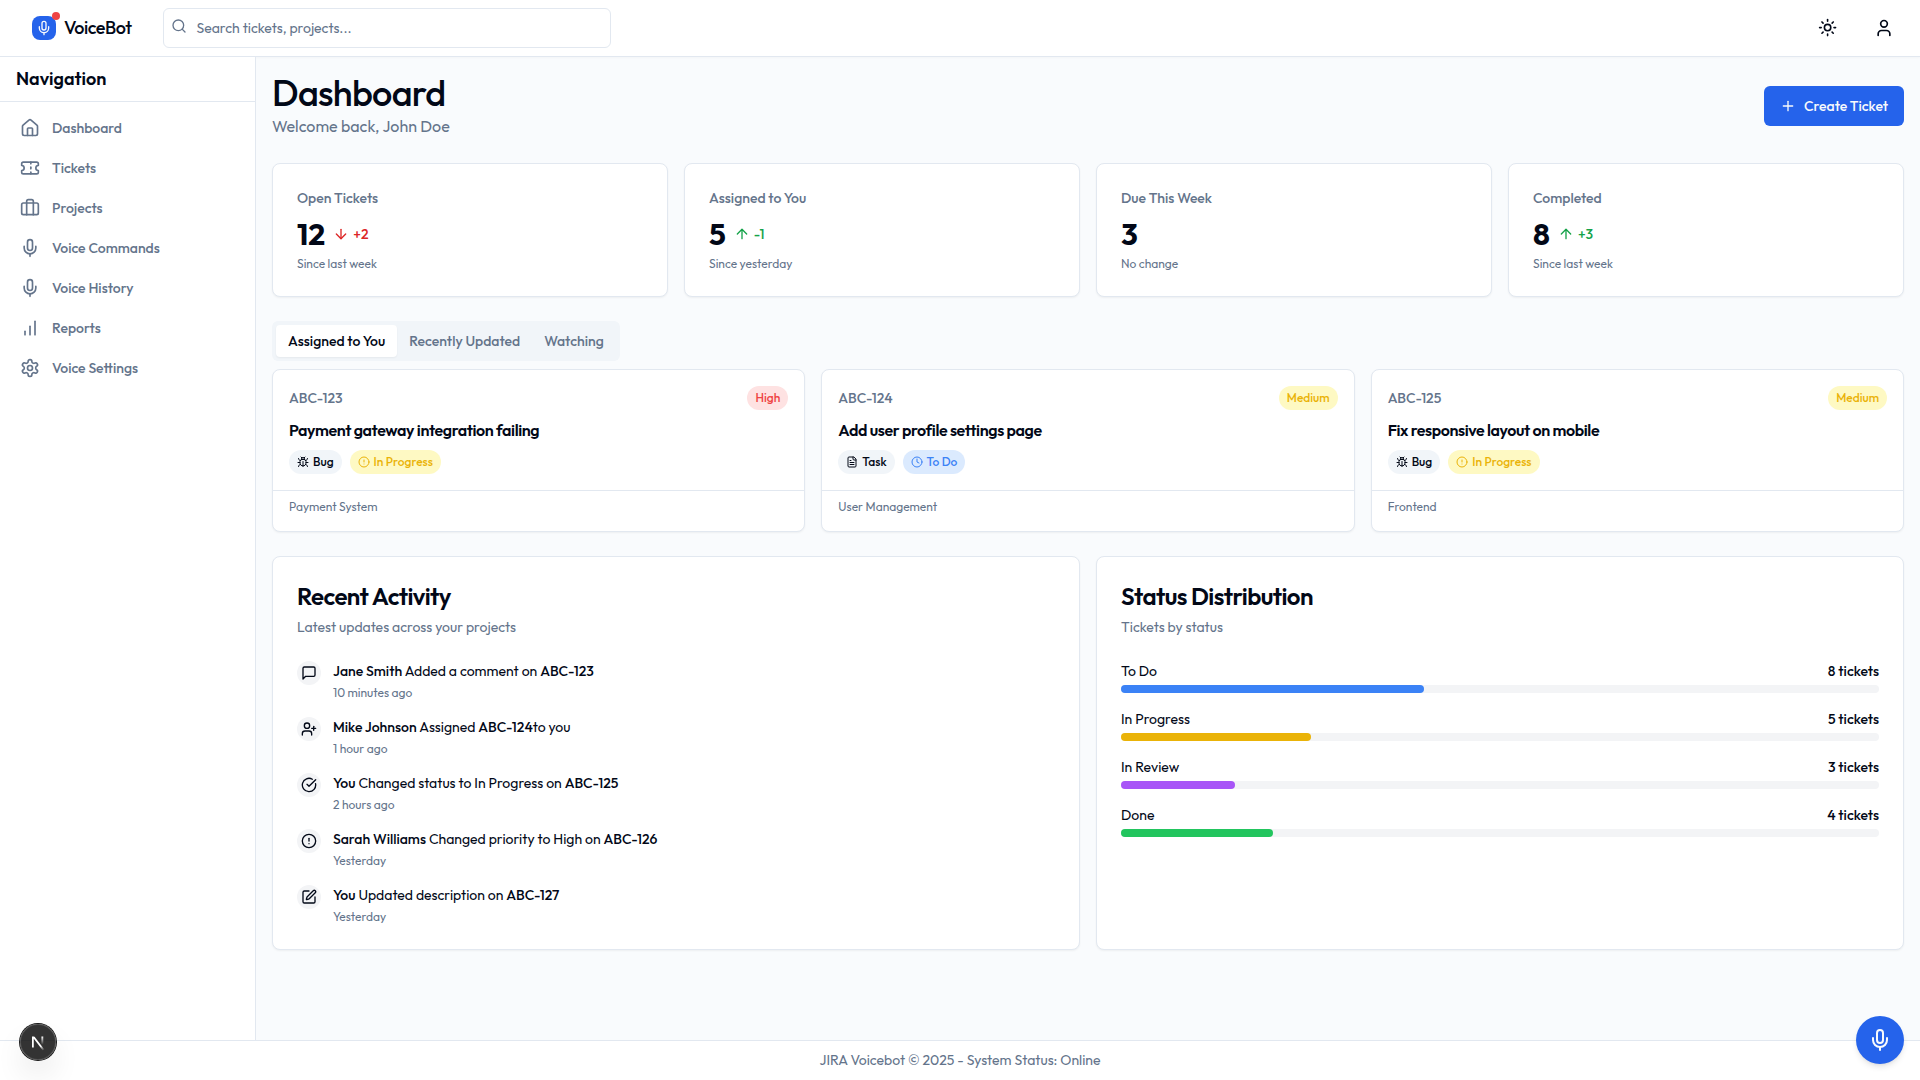 VoiceBot
Search tickets, projects...
Navigation
Dashboard
Tickets
Projects
Voice Commands
Voice History
Reports
Voice Settings
Dashboard
Welcome back, John Doe
Create Ticket
Open Tickets
12 +2
Since last week
Assigned to You
5 -1
Since yesterday
Due This Week
3
No change
Completed
8 +3
Since last week
Assigned to You
Recently Updated
Watching
ABC-123
High
Payment gateway integration failing
Bug
In Progress
Payment System
ABC-124
Medium
Add user profile settings page
Task
To Do
User Management
ABC-125
Medium
Fix responsive layout on mobile
Bug
In Progress
Frontend
Recent Activity
Latest updates across your projects
Jane Smith Added a comment on ABC-123
10 minutes ago
Mike Johnson Assigned ABC-124to you
1 hour ago
You Changed status to In Progress on ABC-125
2 hours ago
Sarah Williams Changed priority to High on ABC-126
Yesterday
You Updated description on ABC-127
Yesterday
Status Distribution
Tickets by status
To Do 8 tickets
In Progress 5 tickets
In Review 3 tickets
Done 4 tickets
N
JIRA Voicebot © 2025 - System Status: Online